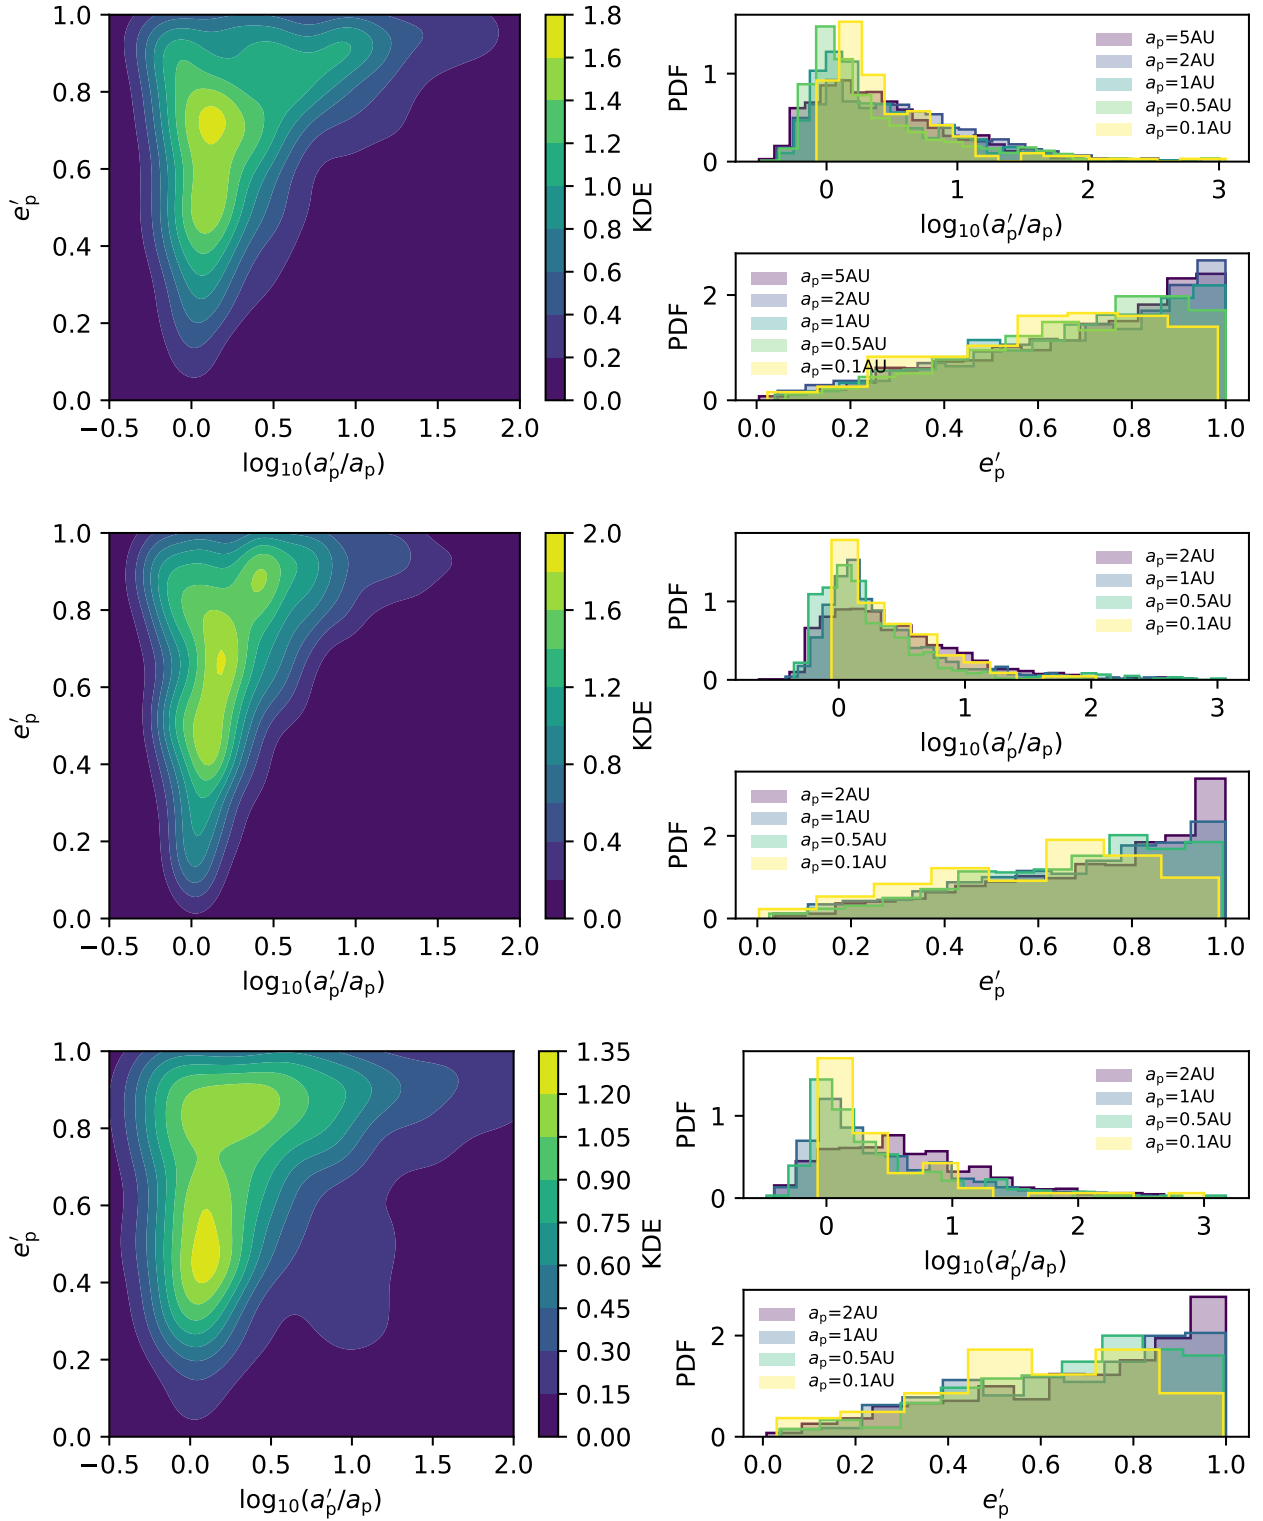 1.0
0.8
0.6
0.4
0.2
0.0
e′p
−0.5 0.0 0.5 1.0 1.5 2.0
log10(a′p/ap)
1.8
1.6
1.4
1.2
1.0
0.8
0.6
0.4
0.2
0.0
KDE
1
0
PDF
ap=5AU
ap=2AU
ap=1AU
ap=0.5AU
ap=0.1AU
0 1 2 3
log10(a′p/ap)
2
0
PDF
ap=5AU
ap=2AU
ap=1AU
ap=0.5AU
ap=0.1AU
0.0 0.2 0.4 0.6 0.8 1.0
e′p
1.0
0.8
0.6
0.4
0.2
0.0
e′p
−0.5 0.0 0.5 1.0 1.5 2.0
log10(a′p/ap)
2.0
1.6
1.2
0.8
0.4
0.0
KDE
1
0
PDF
ap=2AU
ap=1AU
ap=0.5AU
ap=0.1AU
0 1 2 3
log10(a′p/ap)
2
0
PDF
ap=2AU
ap=1AU
ap=0.5AU
ap=0.1AU
0.0 0.2 0.4 0.6 0.8 1.0
e′p
1.0
0.8
0.6
0.4
0.2
0.0
e′p
−0.5 0.0 0.5 1.0 1.5 2.0
log10(a′p/ap)
1.35
1.20
1.05
0.90
0.75
0.60
0.45
0.30
0.15
0.00
KDE
1
0
PDF
ap=2AU
ap=1AU
ap=0.5AU
ap=0.1AU
0 1 2 3
log10(a′p/ap)
2
0
PDF
ap=2AU
ap=1AU
ap=0.5AU
ap=0.1AU
0.0 0.2 0.4 0.6 0.8 1.0
e′p